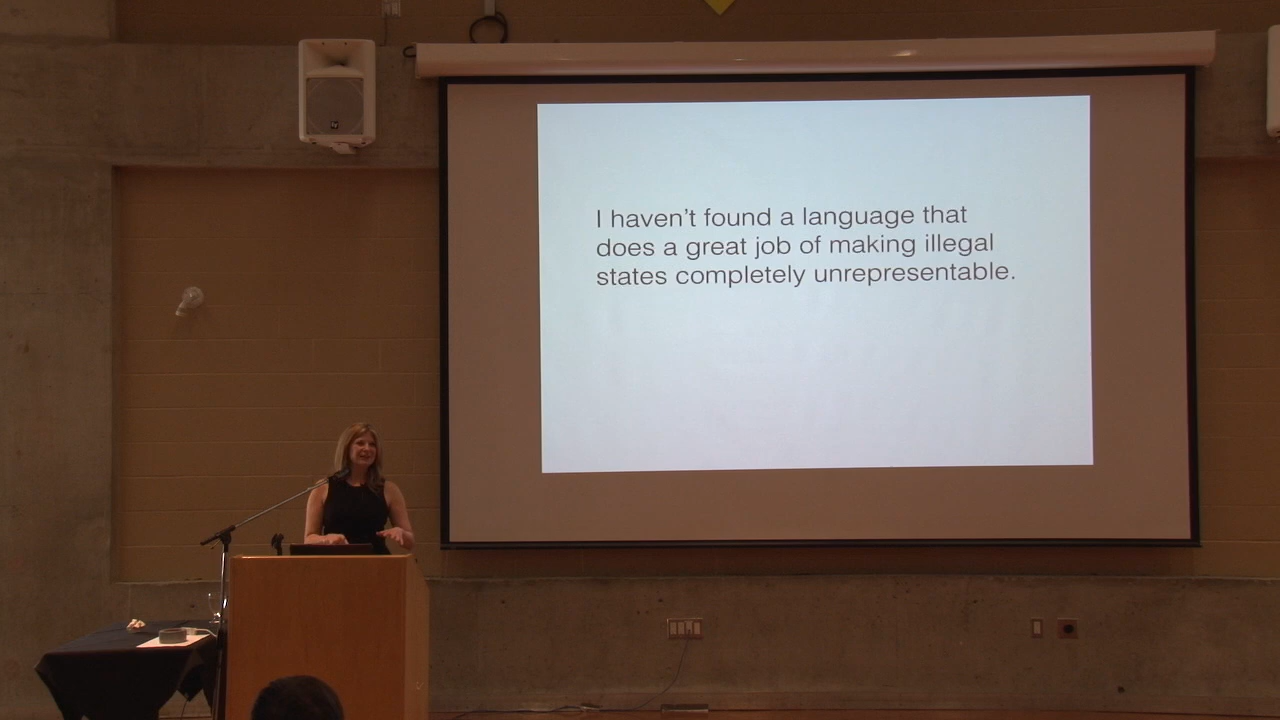 I haven’t found a language that
does a great job of making illegal
states completely unrepresentable.